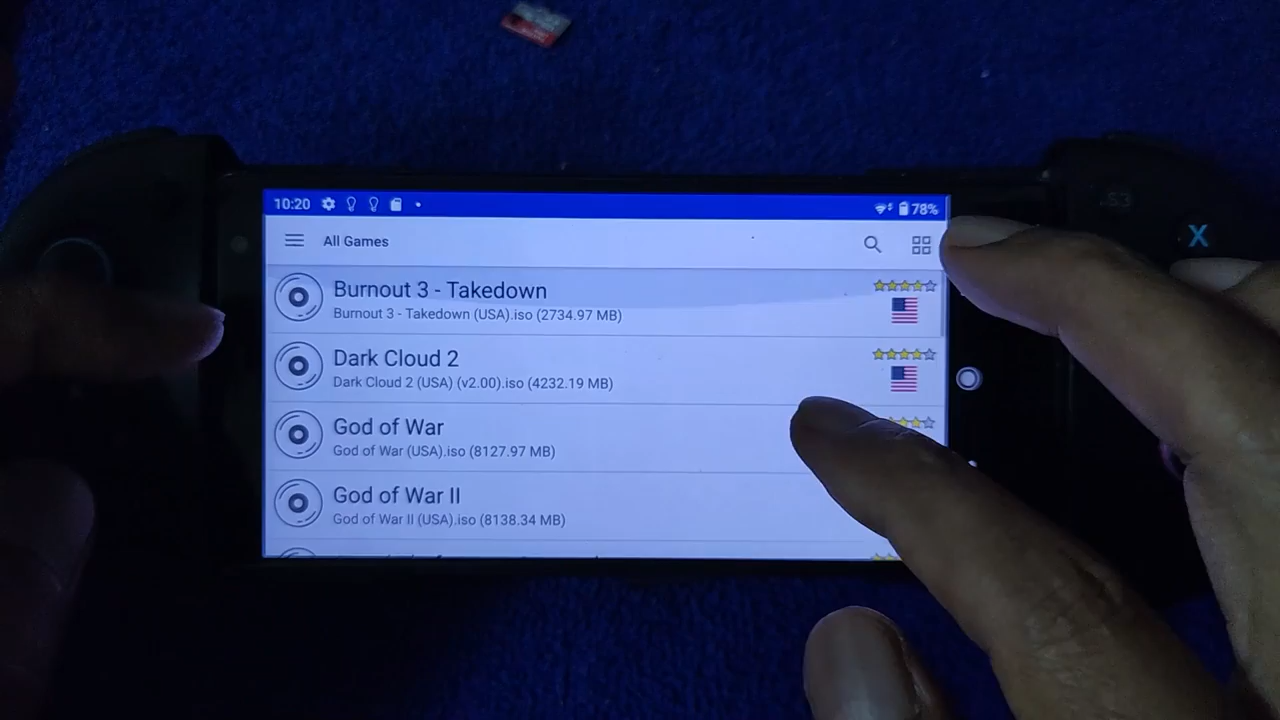 10:20
78%
All Games
Burnout 3 - Takedown
Burnout 3 - Takedown (USA).iso (2734.97 MB)
Dark Cloud 2
Dark Cloud 2 (USA) (v2.00).iso (4232.19 MB)
God of War
God of War (USA).iso (8127.97 MB)
God of War II
God of War II (USA).iso (8138.34 MB)
X